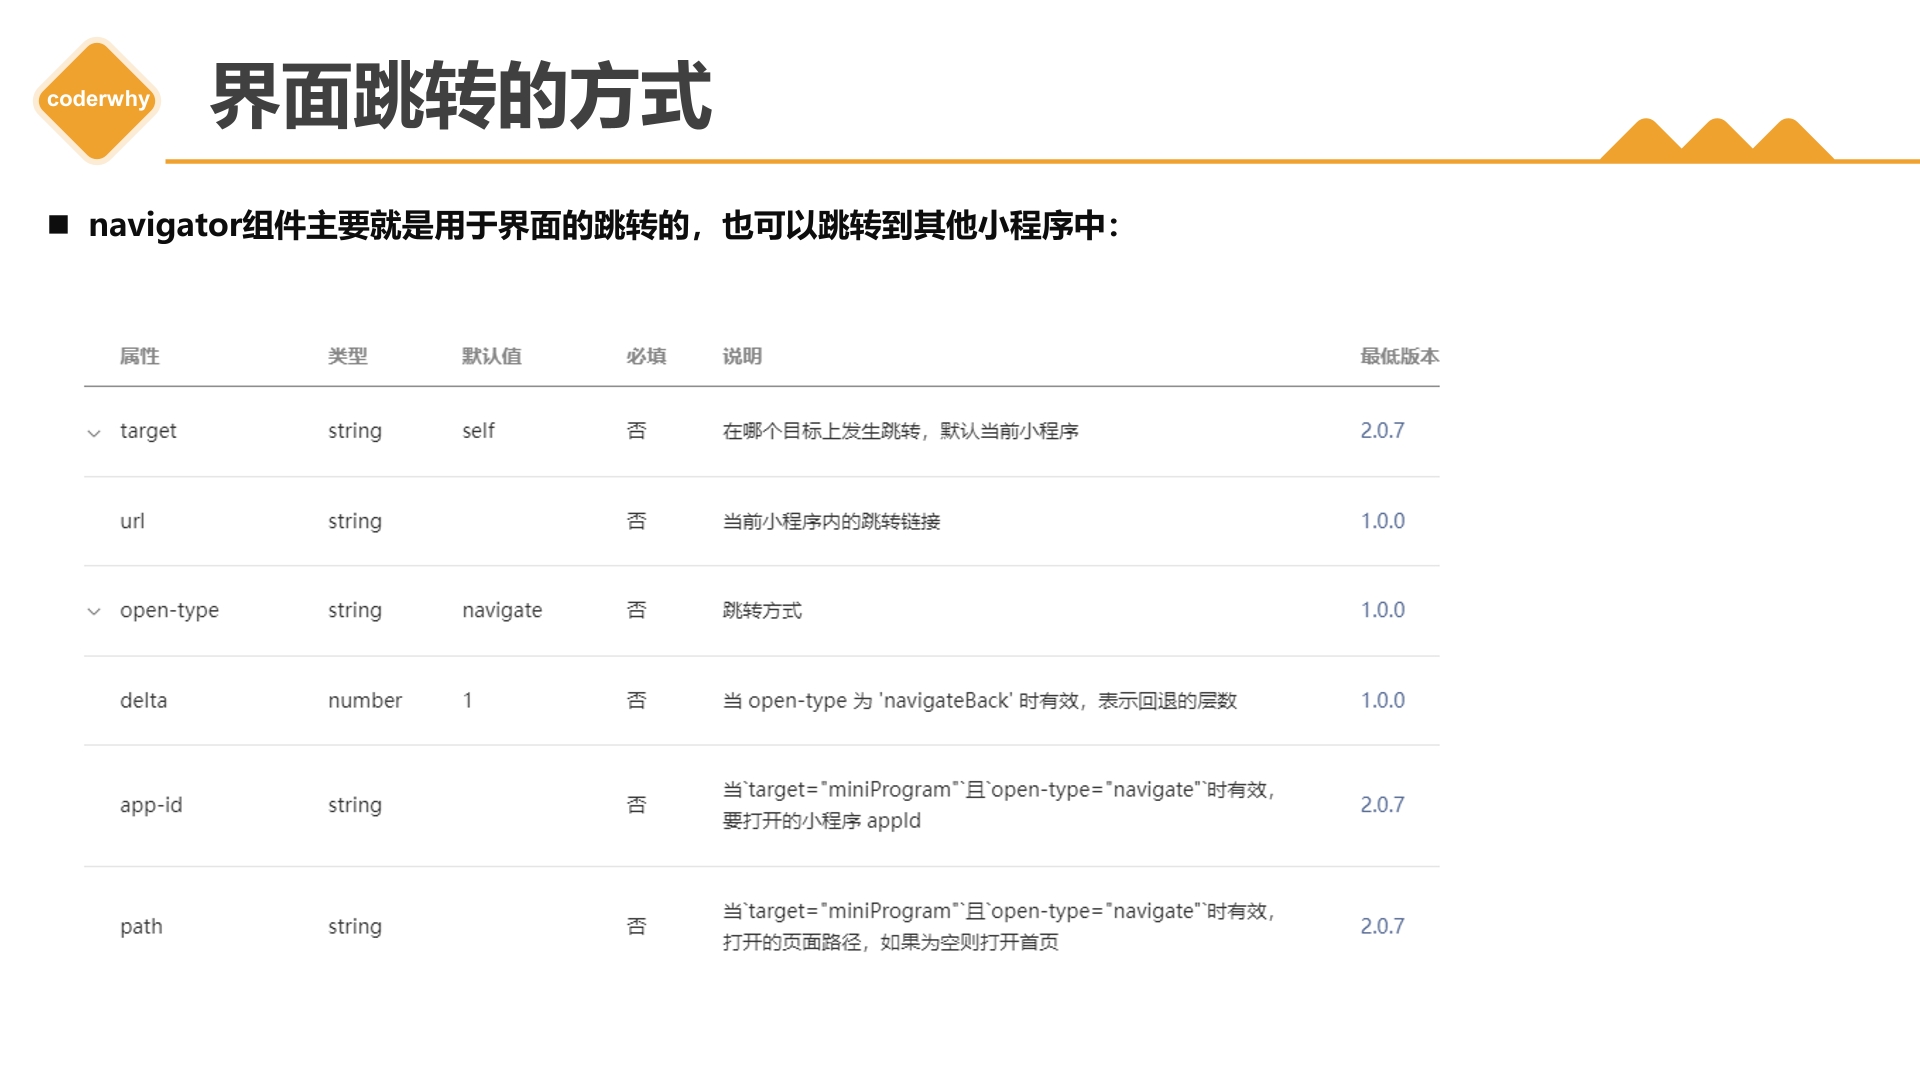 coderwhy
界面跳转的方式
navigator组件主要就是用于界面的跳转的，也可以跳转到其他小程序中：
属性 类型 默认值 必填 说明 最低版本
target string self 否 在哪个目标上发生跳转，默认当前小程序 2.0.7
url string 否 当前小程序内的跳转链接 1.0.0
open-type string navigate 否 跳转方式 1.0.0
delta number 1 否 当 open-type 为 'navigateBack' 时有效，表示回退的层数 1.0.0
app-id string 否 当`target="miniProgram"`且`open-type="navigate"`时有效，
要打开的小程序 appId 2.0.7
path string 否 当`target="miniProgram"`且`open-type="navigate"`时有效，
打开的页面路径，如果为空则打开首页 2.0.7